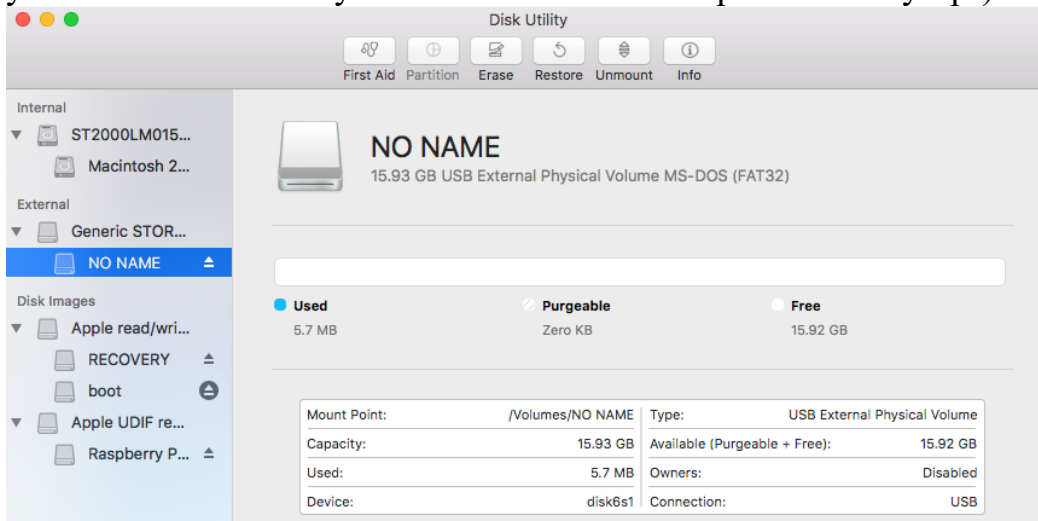 Disk Utility
First Aid Partition Erase Restore Unmount Info
Internal
ST2000LM015...
Macintosh 2...
External
Generic STOR...
NO NAME
Disk Images
Apple read/wri...
RECOVERY
boot
Apple UDIF re...
Raspberry P...
NO NAME
15.93 GB USB External Physical Volume MS-DOS (FAT32)
Used Purgeable Free
5.7 MB Zero KB 15.92 GB
Mount Point: /Volumes/NO NAME Type: USB External Physical Volume
Capacity: 15.93 GB Available (Purgeable + Free): 15.92 GB
Used: 5.7 MB Owners: Disabled
Device: disk6s1 Connection: USB